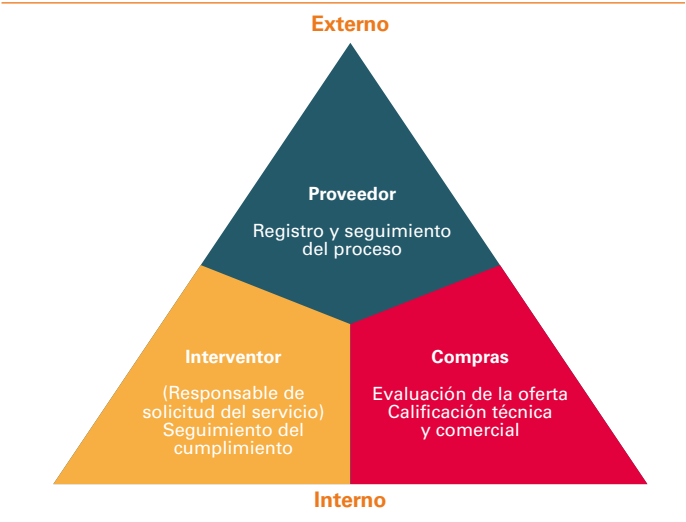 Externo
Proveedor
Registro y seguimiento
del proceso
Interventor
(Responsable de
solicitud del servicio)
Seguimiento del
cumplimiento
Compras
Evaluación de la oferta
Calificación técnica
y comercial
Interno